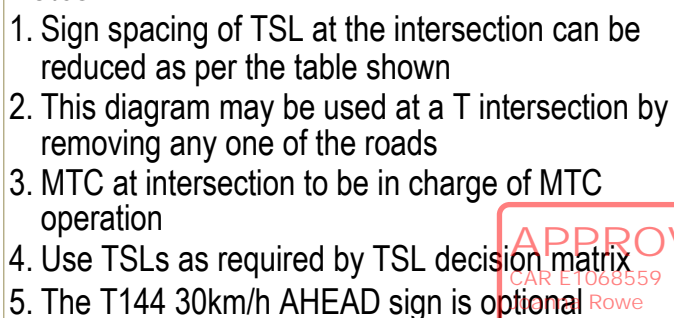 1. Sign spacing of TSL at the intersection can be
reduced as per the table shown
2. This diagram may be used at a T intersection by
removing any one of the roads
3. MTC at intersection to be in charge of MTC
operation
4. Use TSLs as required by TSL decision matrix
5. The T144 30km/h AHEAD sign is optional
APPROV
CAR E1068559
Joanna Rowe